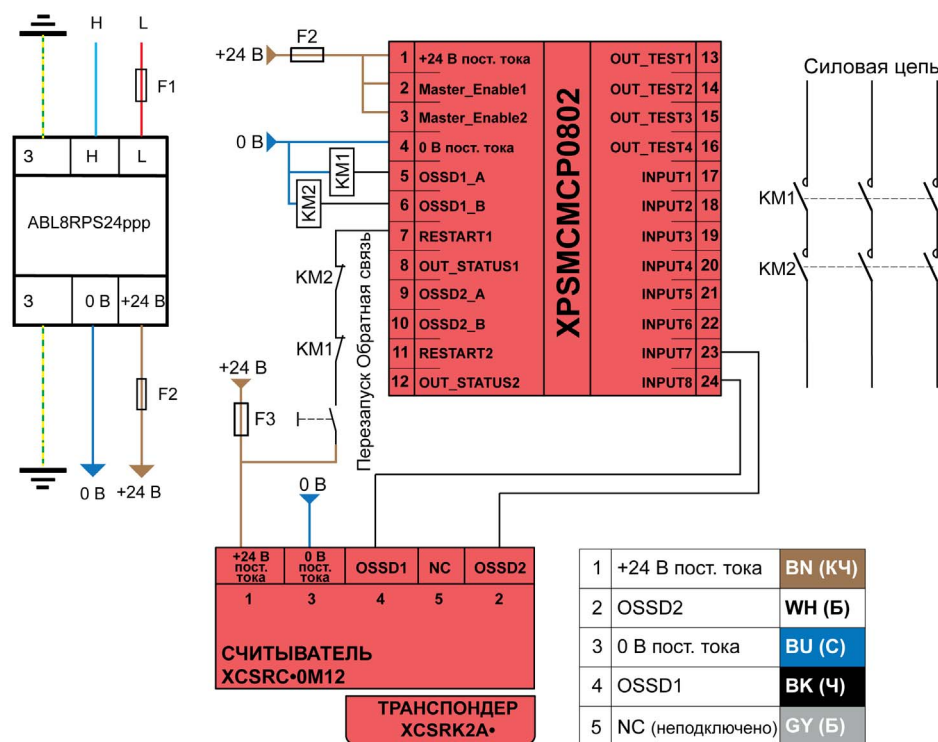 H L
F1
З H L
ABL8RPS24ppp
З 0 В +24 В
F2
0 В +24 В
+24 В
F2
0 В
KM1
KM2
1 +24 В пост. тока
2 Master_Enable1
3 Master_Enable2
4 0 В пост. тока
5 OSSD1_A
6 OSSD1_B
7 RESTART1
8 OUT_STATUS1
9 OSSD2_A
10 OSSD2_B
11 RESTART2
12 OUT_STATUS2
XPSMCMCP0802
OUT_TEST1 13
OUT_TEST2 14
OUT_TEST3 15
OUT_TEST4 16
INPUT1 17
INPUT2 18
INPUT3 19
INPUT4 20
INPUT5 21
INPUT6 22
INPUT7 23
INPUT8 24
Силовая цепь
KM1
KM2
KM2
KM1
Перезапуск Обратная связь
+24 В
F3
0 В
+24 В
пост.
тока
0 В
пост.
тока
OSSD1 NC OSSD2
1 3 4 5 2
СЧИТЫВАТЕЛЬ
XCSRC•0M12
ТРАНСПОНДЕР
XCSRK2A•
1 +24 В пост. тока BN (КЧ)
2 OSSD2 WH (Б)
3 0 В пост. тока BU (С)
4 OSSD1 BK (Ч)
5 NC (неподключено) GY (Б)